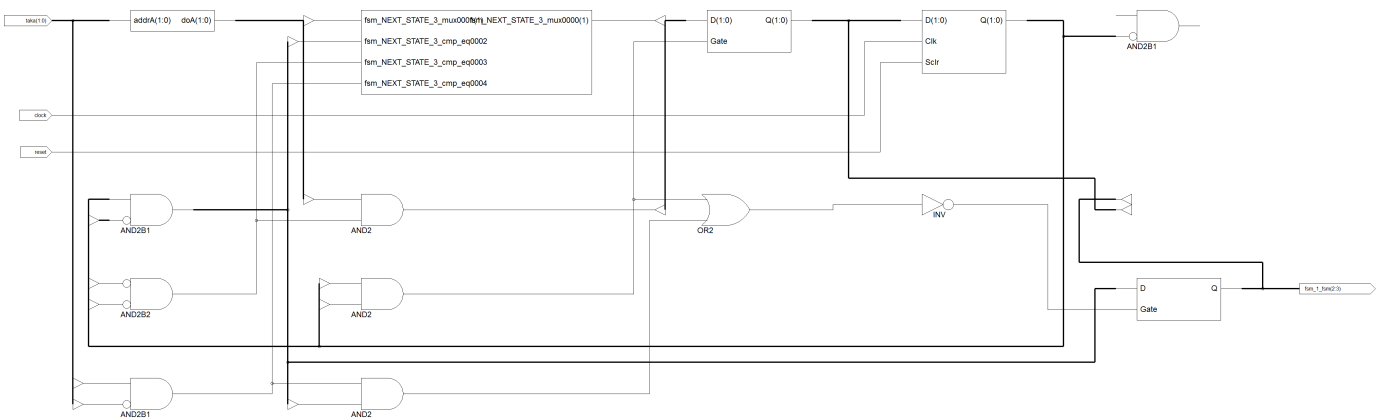 taka(1:0)
addrA(1:0) doA(1:0)
fsm_NEXT_STATE_3_mux0000(1)
fsm_NEXT_STATE_3_mux0000(1)
fsm_NEXT_STATE_3_cmp_eq0002
fsm_NEXT_STATE_3_cmp_eq0003
fsm_NEXT_STATE_3_cmp_eq0004
D(1:0) Q(1:0)
Gate
D(1:0) Q(1:0)
Clk
Sclr
AND2B1
clock
reset
AND2B1
AND2
OR2
INV
AND2B2
AND2
D Q
Gate
fsm_1_fsm(2:3)
AND2B1
AND2